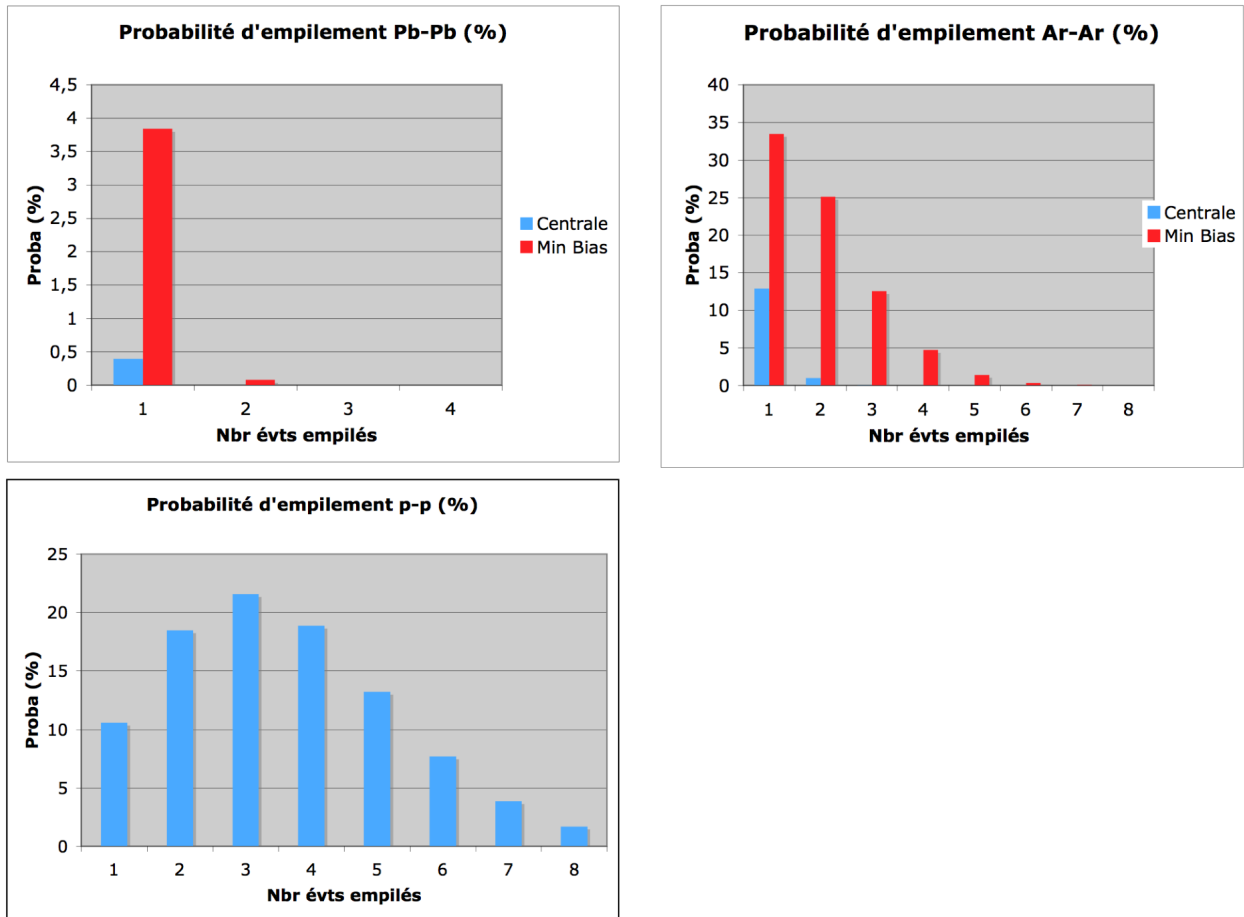 Probabilité d'empilement Pb-Pb (%)
4,5
4
3,5
3
2,5
2
1,5
1
0,5
0
Proba (%)
1 2 3 4
Nbr évts empilés
Centrale
Min Bias
Probabilité d'empilement Ar-Ar (%)
40
35
30
25
20
15
10
5
0
Proba (%)
1 2 3 4 5 6 7 8
Nbr évts empilés
Centrale
Min Bias
Probabilité d'empilement p-p (%)
25
20
15
10
5
0
Proba (%)
1 2 3 4 5 6 7 8
Nbr évts empilés